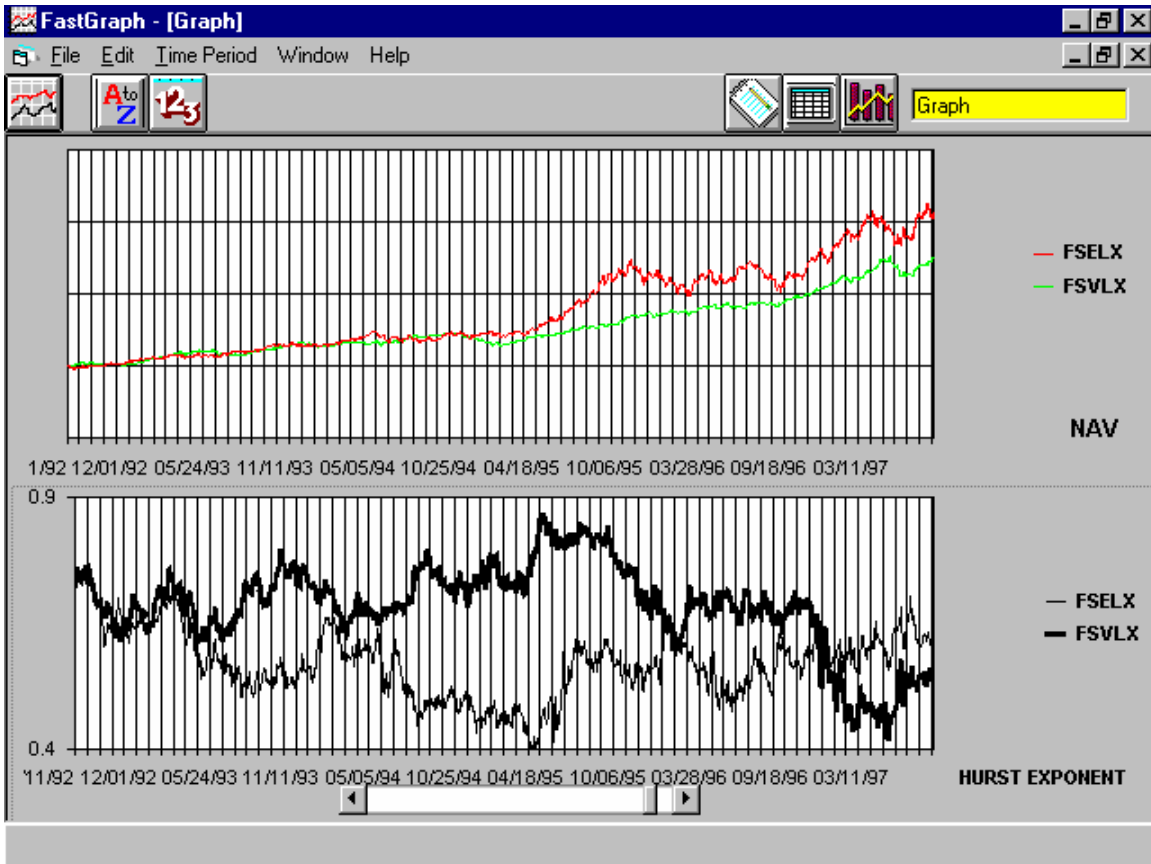 FastGraph - [Graph]
File Edit Time Period Window Help
A to Z 123 Graph
FSELX
FSVLX
NAV
1/92 12/01/92 05/24/93 11/11/93 05/05/94 10/25/94 04/18/95 10/06/95 03/28/96 09/18/96 03/11/97
0.9
FSELX
FSVLX
0.4
'11/92 12/01/92 05/24/93 11/11/93 05/05/94 10/25/94 04/18/95 10/06/95 03/28/96 09/18/96 03/11/97
HURST EXPONENT